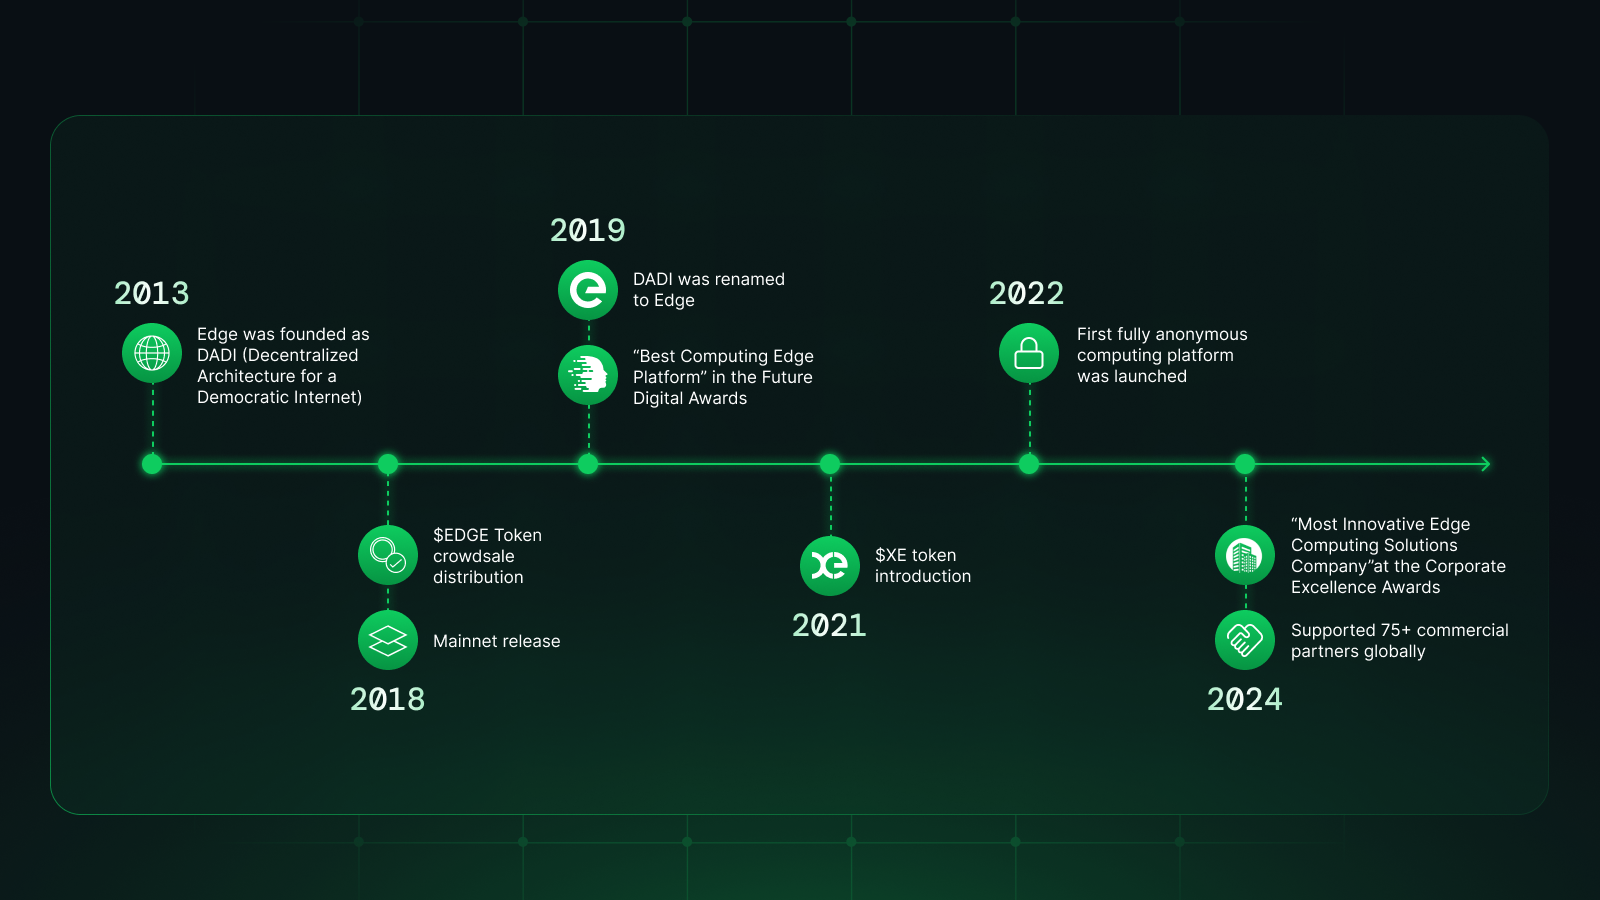 2013
Edge was founded as
DADI (Decentralized
Architecture for a
Democratic Internet)
$EDGE Token
crowdsale
distribution
Mainnet release
2018
2019
e
DADI was renamed
to Edge
“Best Computing Edge
Platform” in the Future
Digital Awards
xe
$XE token
introduction
2021
2022
First fully anonymous
computing platform
was launched
“Most Innovative Edge
Computing Solutions
Company”at the Corporate
Excellence Awards
Supported 75+ commercial
partners globally
2024